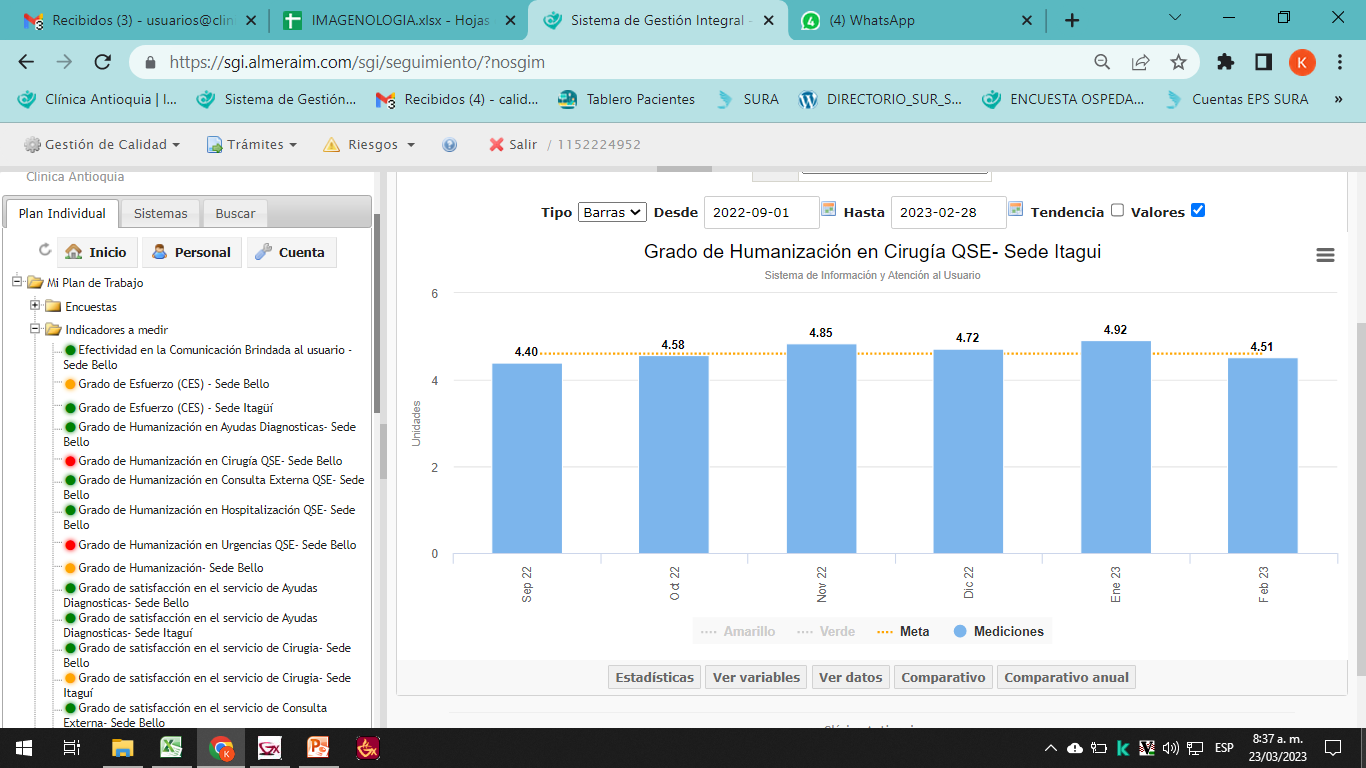 Recibidos (3) - usuarios@clin
IMAGENOLOGIA.xlsx - Hojas
Sistema de Gestión Integral -
(4) WhatsApp
https://sgi.almeraim.com/sgi/seguimiento/?nosgim
K
Clínica Antioquia | I...
Sistema de Gestión...
Recibidos (4) - calid...
Tablero Pacientes
SURA
DIRECTORIO_SUR_S...
ENCUESTA OSPEDA...
Cuentas EPS SURA
»
Gestión de Calidad
Trámites
Riesgos
Salir / 1152224952
Clínica Antioquia
Plan Individual
Sistemas
Buscar
Inicio
Personal
Cuenta
Mi Plan de Trabajo
Encuestas
Indicadores a medir
Efectividad en la Comunicación Brindada al usuario -
Sede Bello
Grado de Esfuerzo (CES) - Sede Bello
Grado de Esfuerzo (CES) - Sede Itagüí
Grado de Humanización en Ayudas Diagnosticas- Sede
Bello
Grado de Humanización en Cirugía QSE- Sede Bello
Grado de Humanización en Consulta Externa QSE- Sede
Bello
Grado de Humanización en Hospitalización QSE- Sede
Bello
Grado de Humanización en Urgencias QSE- Sede Bello
Grado de Humanización- Sede Bello
Grado de satisfacción en el servicio de Ayudas
Diagnosticas- Sede Bello
Grado de satisfacción en el servicio de Ayudas
Diagnosticas- Sede Itaguí
Grado de satisfacción en el servicio de Cirugia- Sede
Bello
Grado de satisfacción en el servicio de Cirugia- Sede
Itaguí
Grado de satisfacción en el servicio de Consulta
Externa- Sede Bello
Tipo Barras Desde 2022-09-01 Hasta 2023-02-28 Tendencia Valores
Grado de Humanización en Cirugía QSE- Sede Itagui
Sistema de Información y Atención al Usuario
Unidades
6
4
2
0
4.40
4.58
4.85
4.72
4.92
4.51
Sep 22
Oct 22
Nov 22
Dic 22
Ene 23
Feb 23
Amarillo
Verde
Meta
Mediciones
Estadísticas
Ver variables
Ver datos
Comparativo
Comparativo anual
ESP
8:37 a. m.
23/03/2023